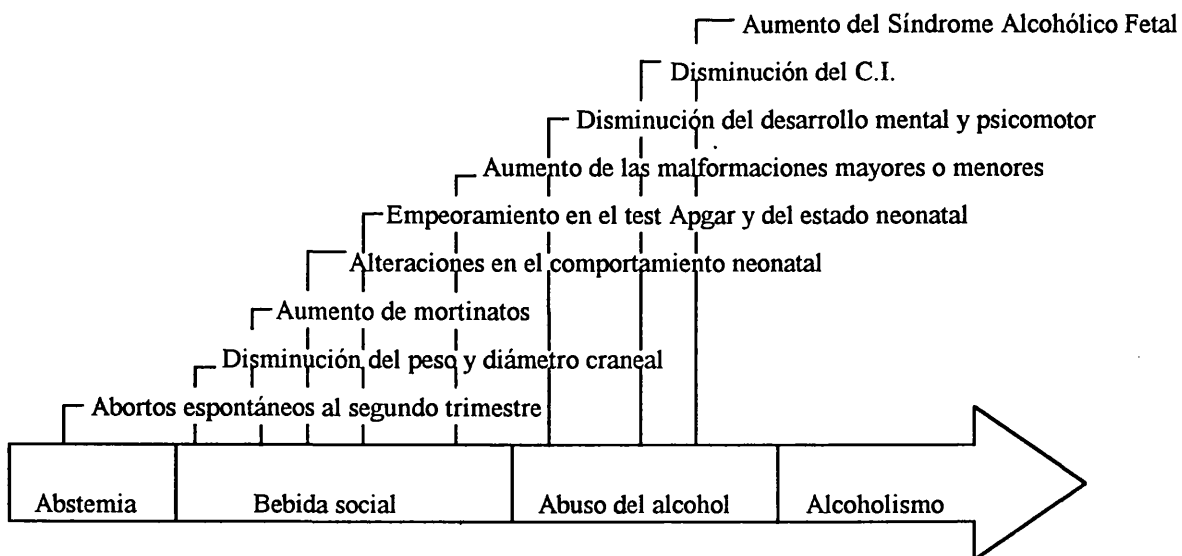 Aumento del Síndrome Alcohólico Fetal
Disminución del C.I.
Disminución del desarrollo mental y psicomotor
Aumento de las malformaciones mayores o menores
Empeoramiento en el test Apgar y del estado neonatal
Alteraciones en el comportamiento neonatal
Aumento de mortinatos
Disminución del peso y diámetro craneal
Abortos espontáneos al segundo trimestre
Abstemia Bebida social Abuso del alcohol Alcoholismo